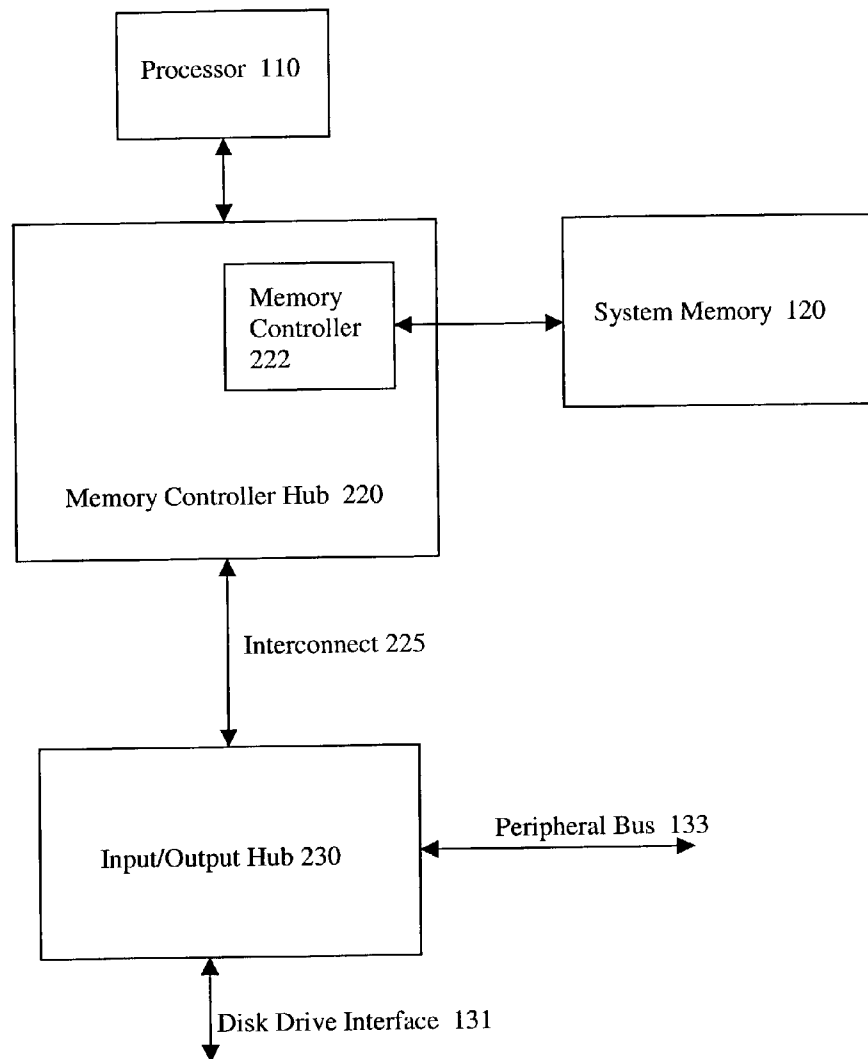 Processor 110
Memory
Controller
222
System Memory 120
Memory Controller Hub 220
Interconnect 225
Peripheral Bus 133
Input/Output Hub 230
Disk Drive Interface 131